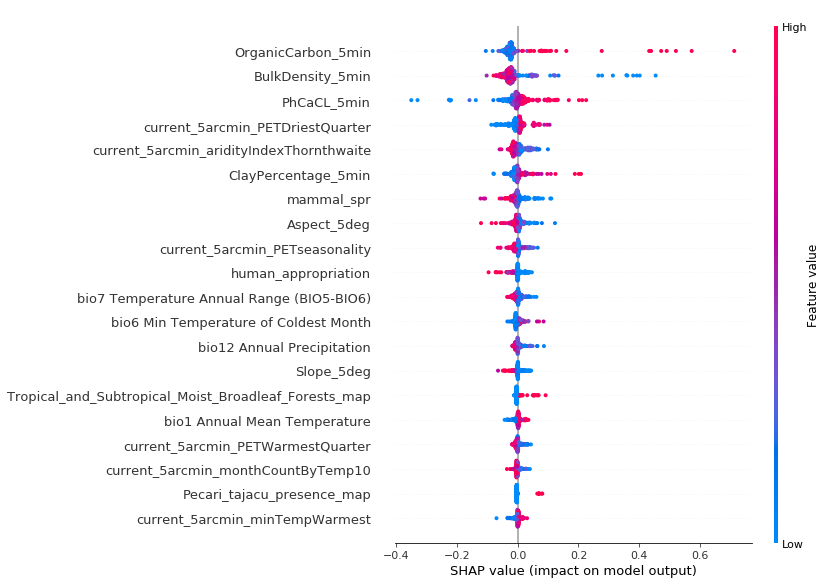 High
OrganicCarbon_5min
BulkDensity_5min
PhCaCL_5min
current_5arcmin_PETDriestQuarter
current_5arcmin_aridityIndexThornthwaite
ClayPercentage_5min
mammal_spr
Aspect_5deg
current_5arcmin_PETseasonality
human_appropriation
bio7 Temperature Annual Range (BIO5-BIO6)
bio6 Min Temperature of Coldest Month
bio12 Annual Precipitation
Slope_5deg
Tropical_and_Subtropical_Moist_Broadleaf_Forests_map
bio1 Annual Mean Temperature
current_5arcmin_PETWarmestQuarter
current_5arcmin_monthCountByTemp10
Pecari_tajacu_presence_map
current_5arcmin_minTempWarmest
Feature value
Low
−0.4 −0.2 0.0 0.2 0.4 0.6
SHAP value (impact on model output)